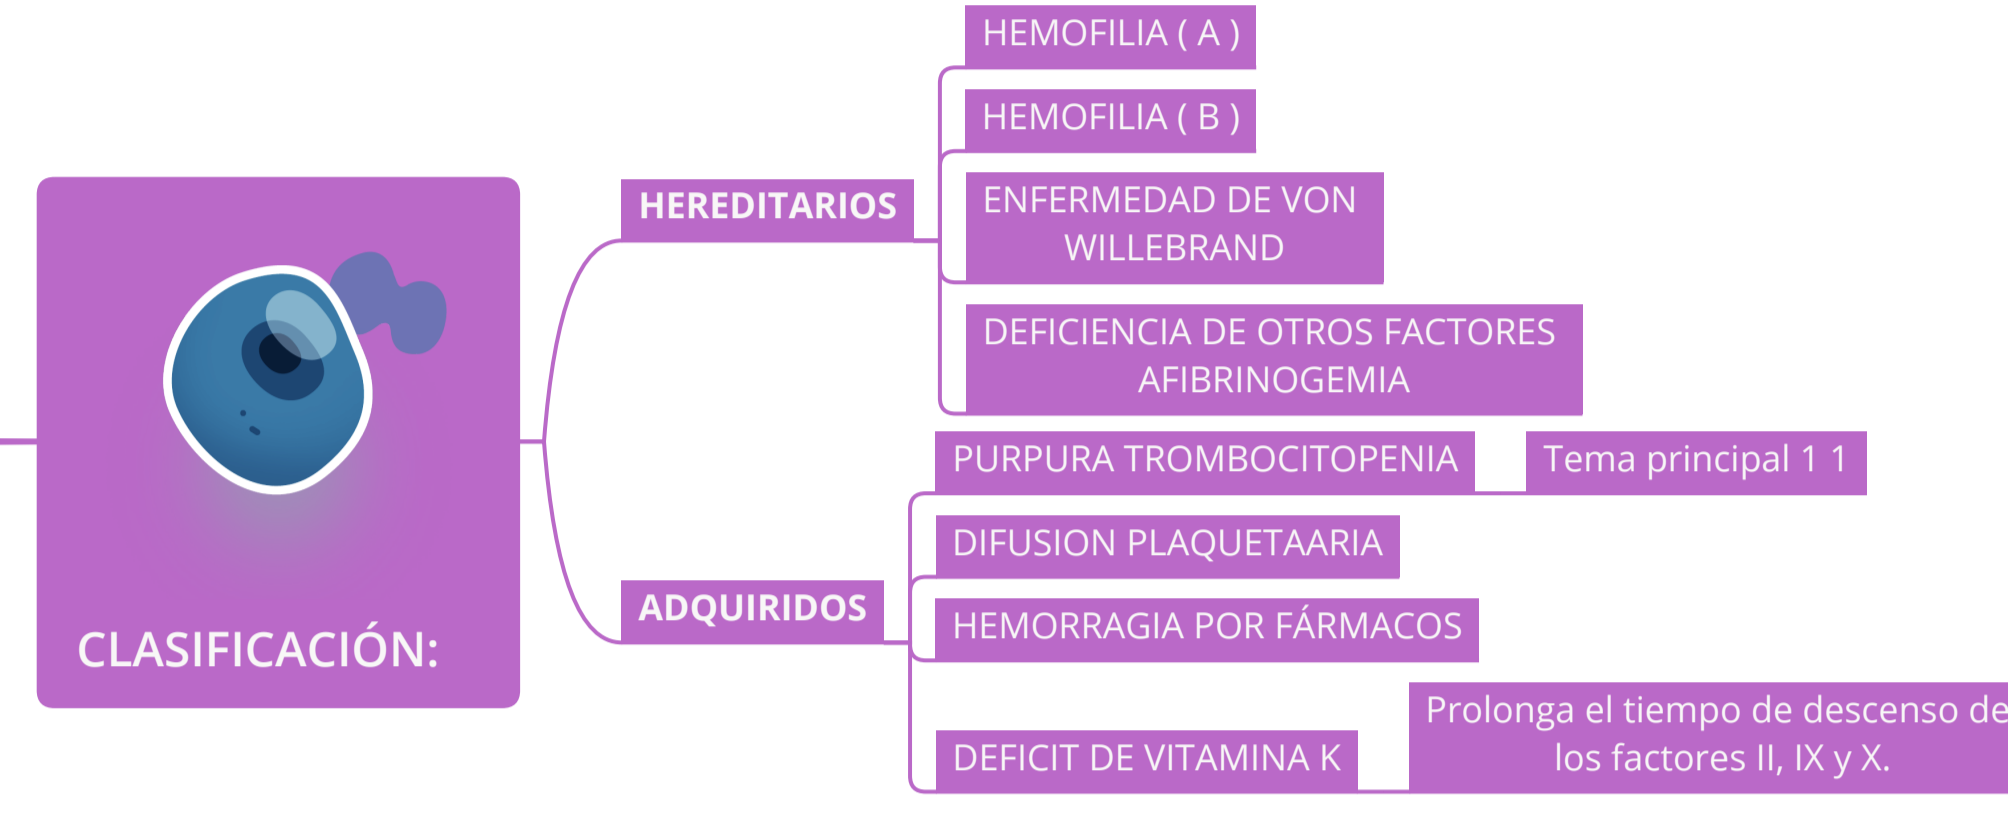 CLASIFICACIÓN:
HEREDITARIOS
HEMOFILIA ( A )
HEMOFILIA ( B )
ENFERMEDAD DE VON
WILLEBRAND
DEFICIENCIA DE OTROS FACTORES
AFIBRINOGEMIA
ADQUIRIDOS
PURPURA TROMBOCITOPENIA
Tema principal 1 1
DIFUSION PLAQUETAARIA
HEMORRAGIA POR FÁRMACOS
DEFICIT DE VITAMINA K
Prolonga el tiempo de descenso de
los factores II, IX y X.